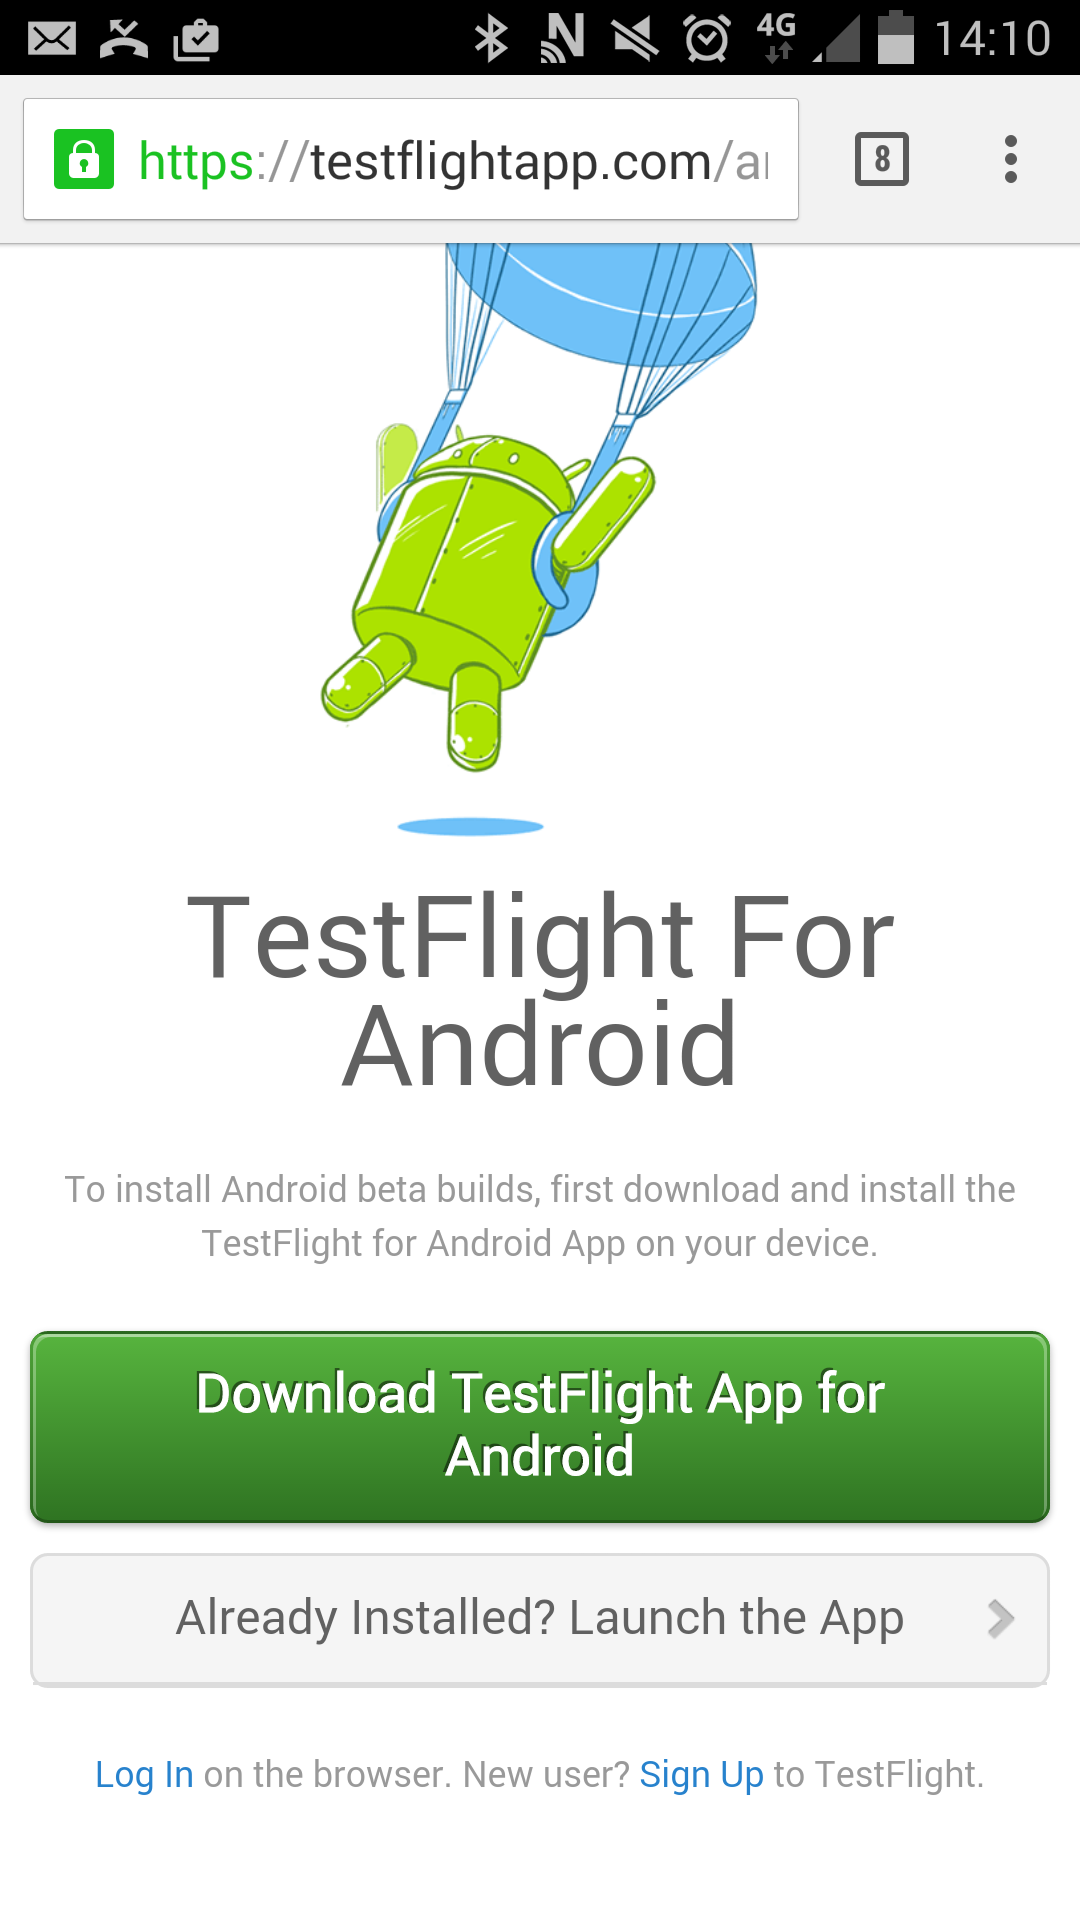 4G 14:10
https://testflightapp.com/a
8
TestFlight For
Android
To install Android beta builds, first download and install the
TestFlight for Android App on your device.
Download TestFlight App for
Android
Already Installed? Launch the App
Log In on the browser. New user? Sign Up to TestFlight.